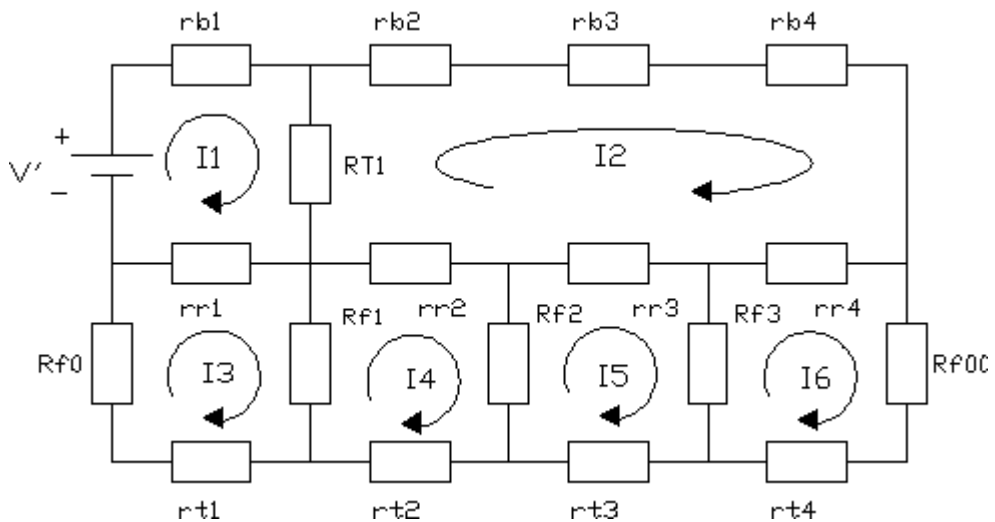 rb1 rb2 rb3 rb4
+
V' I1 RT1 I2
−
rr1 rr2 rr3 rr4
Rf0 Rf1 Rf2 Rf3 Rf00
I3 I4 I5 I6
rt1 rt2 rt3 rt4